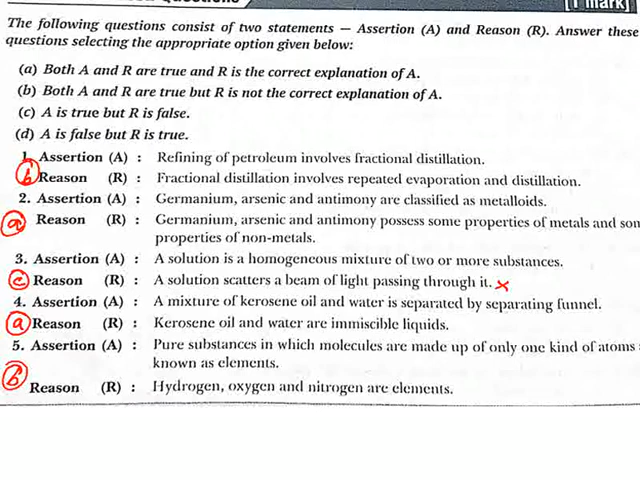 [1 mark]
The following questions consist of two statements — Assertion (A) and Reason (R). Answer these
questions selecting the appropriate option given below:
(a) Both A and R are true and R is the correct explanation of A.
(b) Both A and R are true but R is not the correct explanation of A.
(c) A is true but R is false.
(d) A is false but R is true.
1. Assertion (A) : Refining of petroleum involves fractional distillation.
b Reason (R) : Fractional distillation involves repeated evaporation and distillation.
2. Assertion (A) : Germanium, arsenic and antimony are classified as metalloids.
a Reason (R) : Germanium, arsenic and antimony possess some properties of metals and
properties of non-metals.
3. Assertion (A) : A solution is a homogeneous mixture of two or more substances.
c Reason (R) : A solution scatters a beam of light passing through it. x
4. Assertion (A) : A mixture of kerosene oil and water is separated by separating funnel.
a Reason (R) : Kerosene oil and water are immiscible liquids.
5. Assertion (A) : Pure substances in which molecules are made up of only one kind of atoms
known as elements.
b Reason (R) : Hydrogen, oxygen and nitrogen are elements.